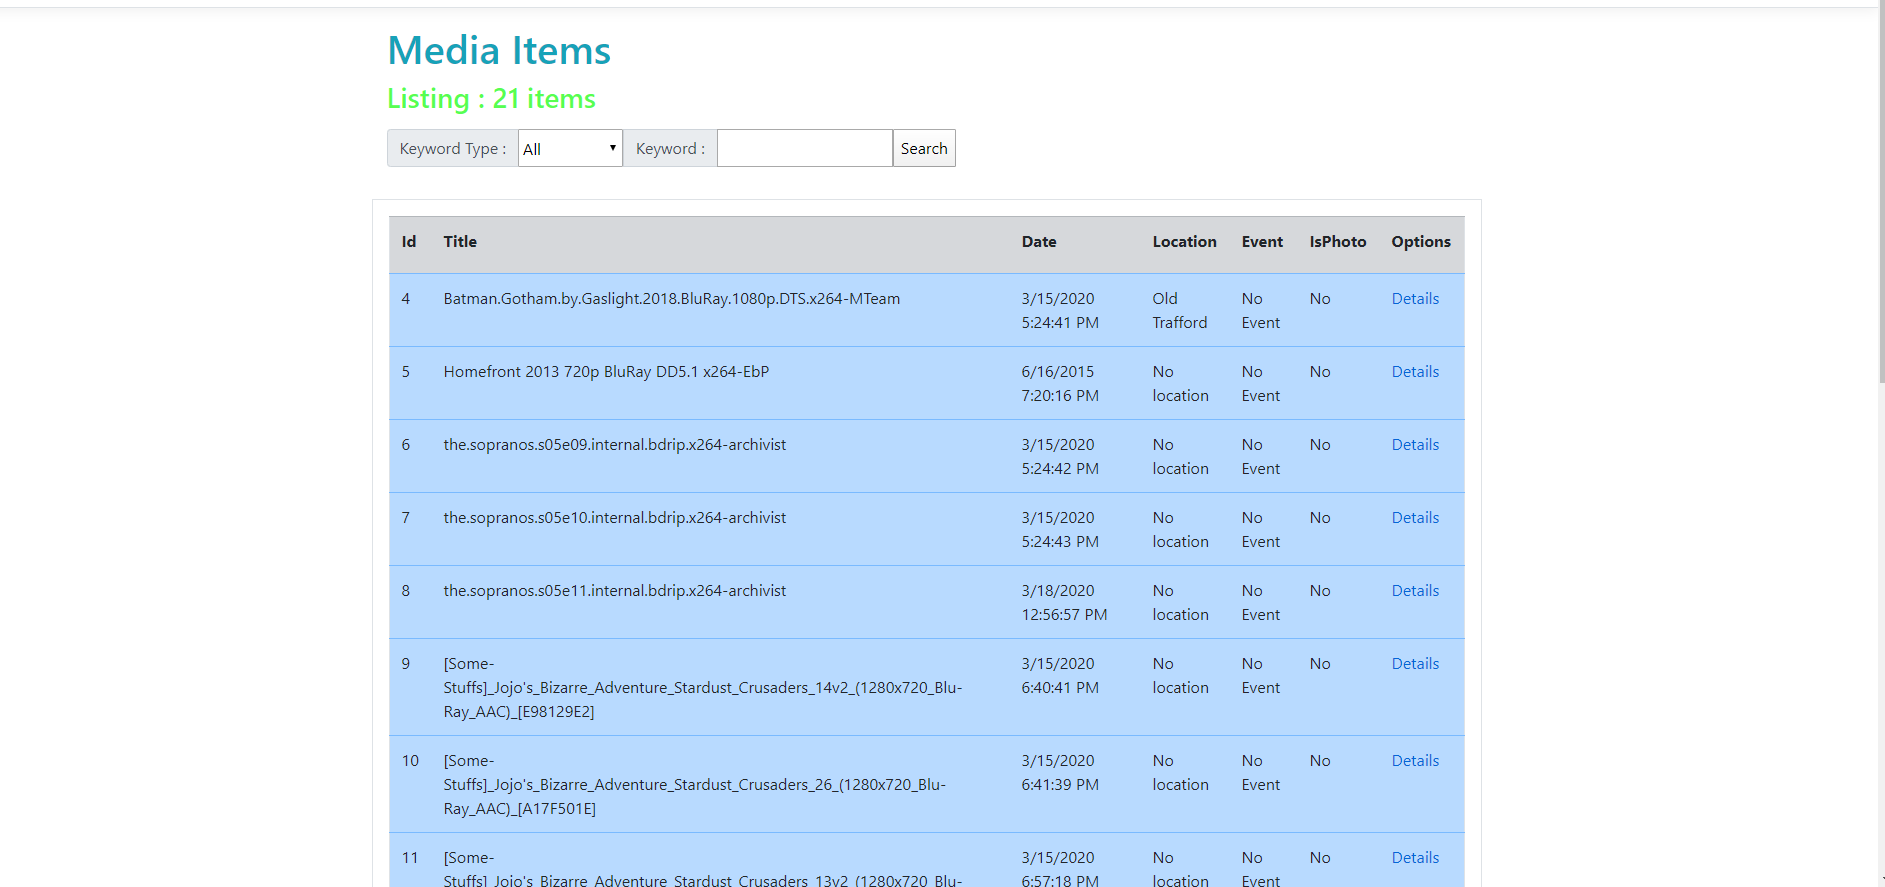 Media Items
Listing : 21 items
Keyword Type : All Keyword : Search
Id Title Date Location Event IsPhoto Options
4 Batman.Gotham.by.Gaslight.2018.BluRay.1080p.DTS.x264-MTeam 3/15/2020 Old No No Details
5:24:41 PM Trafford Event
5 Homefront 2013 720p BluRay DD5.1 x264-EbP 6/16/2015 No No No Details
7:20:16 PM location Event
6 the.sopranos.s05e09.internal.bdrip.x264-archivist 3/15/2020 No No No Details
5:24:42 PM location Event
7 the.sopranos.s05e10.internal.bdrip.x264-archivist 3/15/2020 No No No Details
5:24:43 PM location Event
8 the.sopranos.s05e11.internal.bdrip.x264-archivist 3/18/2020 No No No Details
12:56:57 PM location Event
9 [Some- 3/15/2020 No No No Details
Stuffs]_Jojo's_Bizarre_Adventure_Stardust_Crusaders_14v2_(1280x720_Blu- 6:40:41 PM location Event
Ray_AAC)_[E98129E2]
10 [Some- 3/15/2020 No No No Details
Stuffs]_Jojo's_Bizarre_Adventure_Stardust_Crusaders_26_(1280x720_Blu- 6:41:39 PM location Event
Ray_AAC)_[A17F501E]
11 [Some- 3/15/2020 No No No Details
Stuffs]_Jojo's_Bizarre_Adventure_Stardust_Crusaders_13v2_(1280x720_Blu- 6:57:18 PM location Event